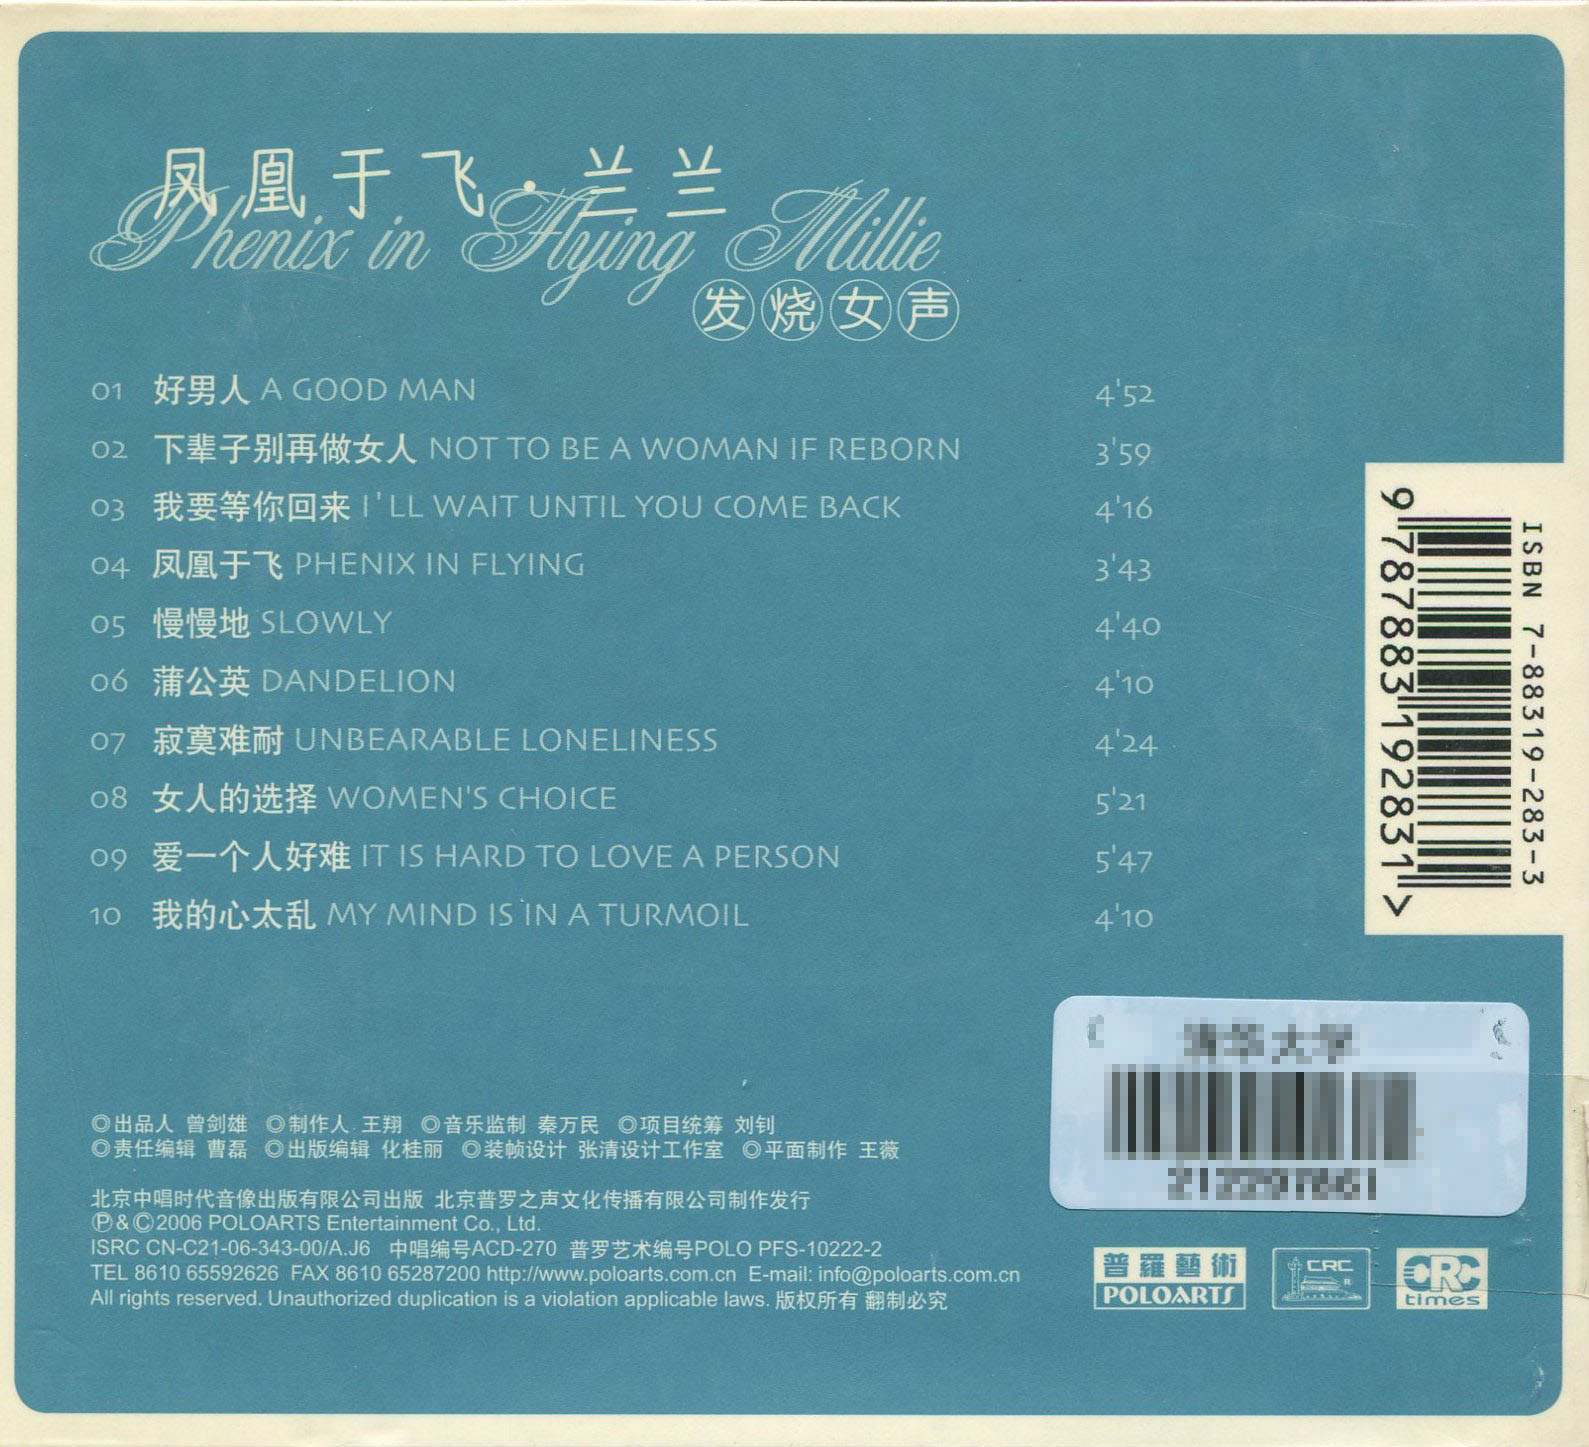 凤凰于飞·兰兰
Phenix in Flying Millie
发烧女声
01 好男人 A GOOD MAN 4'52
02 下辈子别再做女人 NOT TO BE A WOMAN IF REBORN 3'59
03 我要等你回来 I'LL WAIT UNTIL YOU COME BACK 4'16
04 凤凰于飞 PHENIX IN FLYING 3'43
05 慢慢地 SLOWLY 4'40
06 蒲公英 DANDELION 4'10
07 寂寞难耐 UNBEARABLE LONELINESS 4'24
08 女人的选择 WOMEN'S CHOICE 5'21
09 爱一个人好难 IT IS HARD TO LOVE A PERSON 5'47
10 我的心太乱 MY MIND IS IN A TURMOIL 4'10
ISBN 7-88319-283-3
9 787883 192831 >
◎出品人 曾剑雄 ◎制作人 王翔 ◎音乐监制 秦万民 ◎项目统筹 刘钊
◎责任编辑 曹磊 ◎出版编辑 化桂丽 ◎装帧设计 张清设计工作室 ◎平面制作 王薇
北京中唱时代音像出版有限公司出版 北京普罗之声文化传播有限公司制作发行
Ⓟ&©2006 POLOARTS Entertainment Co., Ltd.
ISRC CN-C21-06-343-00/A.J6 中唱编号ACD-270 普罗艺术编号POLO PFS-10222-2
TEL 8610 65592626 FAX 8610 65287200 http://www.poloarts.com.cn E-mail: info@poloarts.com.cn
All rights reserved. Unauthorized duplication is a violation applicable laws. 版权所有 翻制必究
普羅藝術
POLOARTS
CRC
®
CRC
times